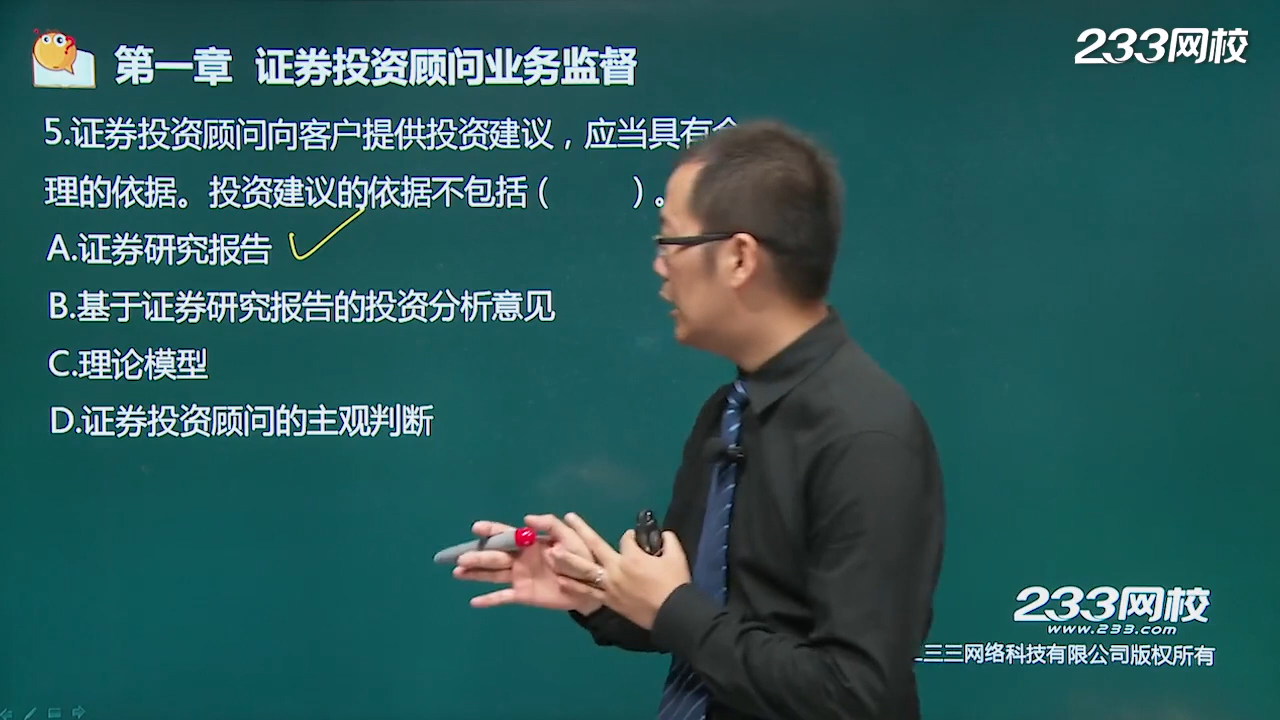 第一章 证券投资顾问业务监督
233网校
5.证券投资顾问向客户提供投资建议，应当具有
理的依据。投资建议的依据不包括（ ）。
A.证券研究报告
B.基于证券研究报告的投资分析意见
C.理论模型
D.证券投资顾问的主观判断
233网校
www.233.com
三三网络科技有限公司版权所有